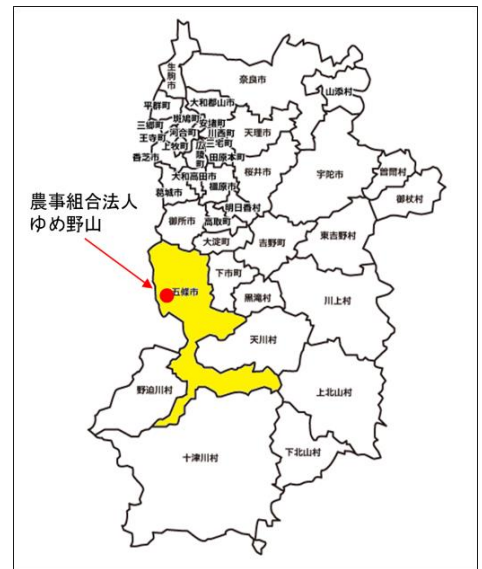 生駒市
奈良市
山添村
平群町
大和郡山市
斑鳩町
安堵町
三郷町
河合町
川西町
天理市
王寺町
三宅町
上牧町
広陵町
田原本町
香芝市
桜井市
宇陀市
曽爾村
大和高田市
橿原市
葛城市
御杖村
明日香村
御所市
高取町
東吉野村
大淀町
吉野町
農事組合法人
ゆめ野山
下市町
五條市
黒滝村
川上村
天川村
野迫川村
上北山村
十津川村
下北山村